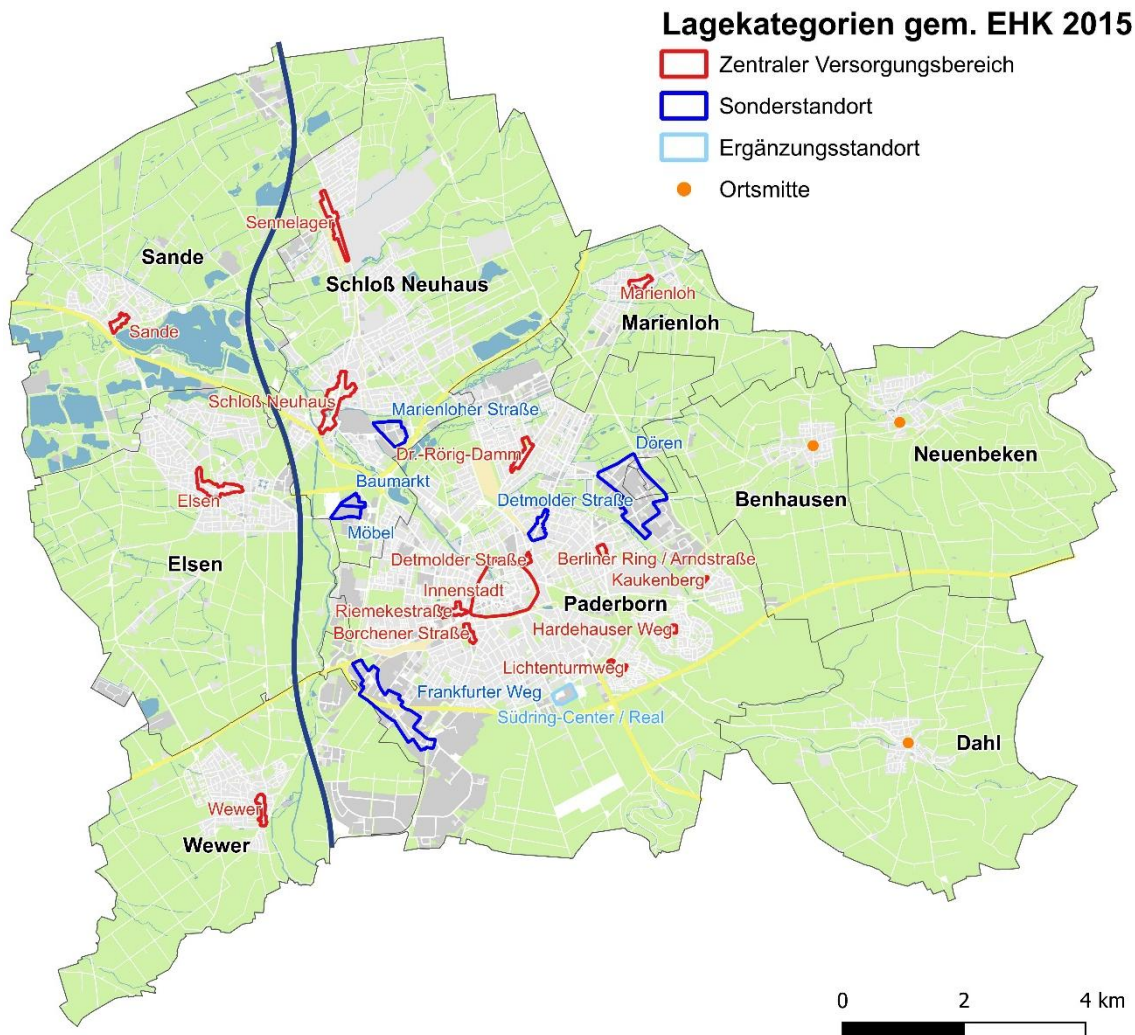 Lagekategorien gem. EHK 2015
Zentraler Versorgungsbereich
Sonderstandort
Ergänzungsstandort
Ortsmitte
Sennelager
Sande
Schloß Neuhaus
Marienloh
Marienloh
Sande
Schloß Neuhaus
Marienloher Straße
Dören
Neuenbeken
Dr.-Rörig-Damm
Baumarkt
Elsen
Detmolder Straße
Benhausen
Möbel
Elsen
Detmolder Straße
Berliner Ring / Arndtstraße
Kaukenberg
Innenstadt
Riemekestraße
Paderborn
Borchener Straße
Hardehauser Weg
Lichtenturmweg
Frankfurter Weg
Südring-Center / Real
Dahl
Wewer
Wewer
0 2 4 km